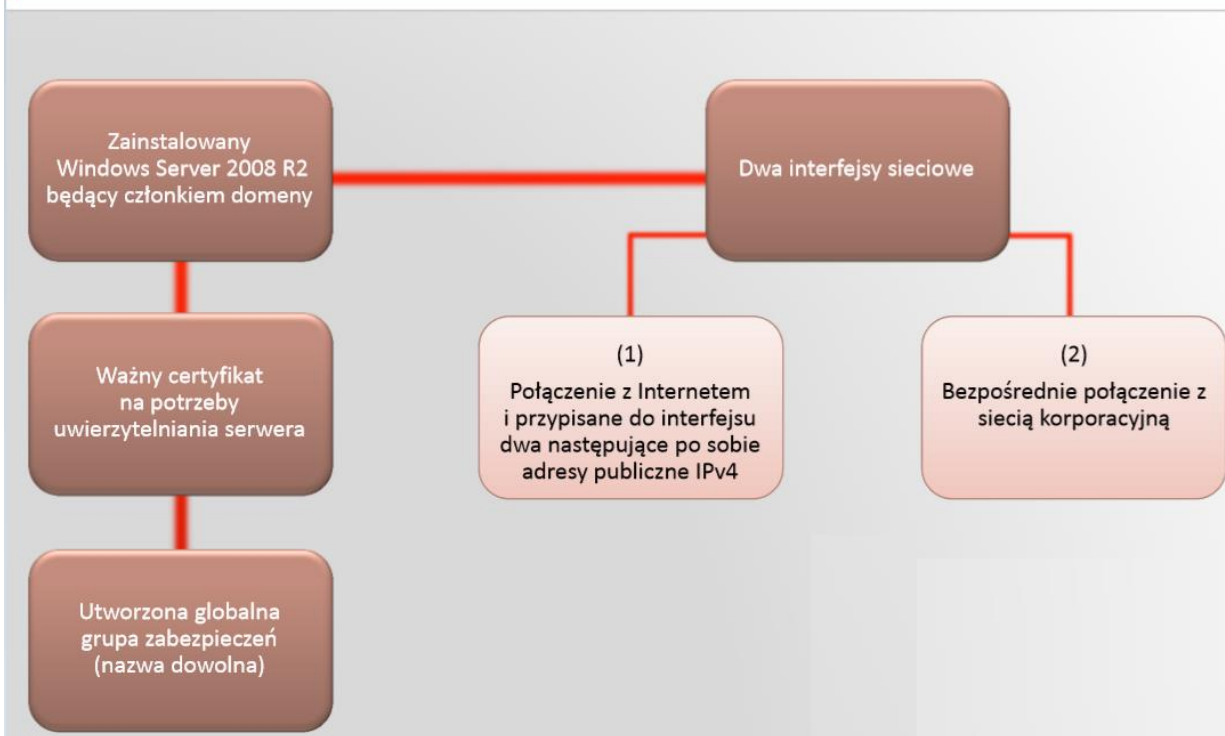 Zainstalowany
Windows Server 2008 R2
będący członkiem domeny
Dwa interfejsy sieciowe
Ważny certyfikat
na potrzeby
uwierzytelniania serwera
(1)
Połączenie z Internetem
i przypisane do interfejsu
dwa następujące po sobie
adresy publiczne IPv4
(2)
Bezpośrednie połączenie z
siecią korporacyjną
Utworzona globalna
grupa zabezpieczeń
(nazwa dowolna)